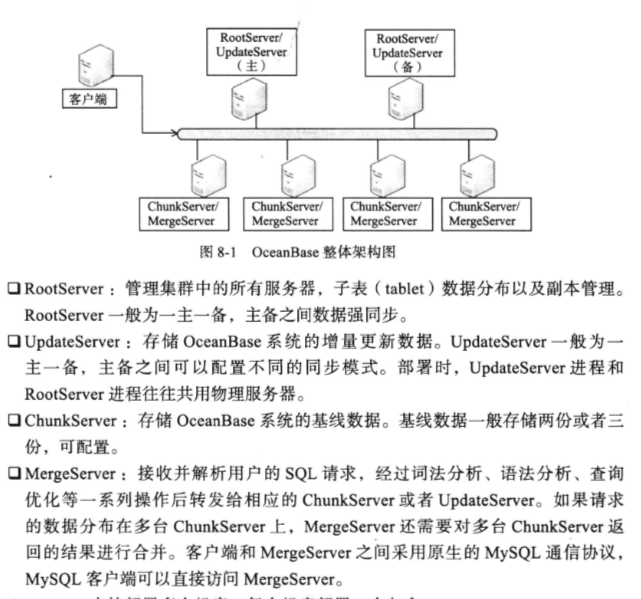 RootServer/
UpdateServer
（主）
RootServer/
UpdateServer
（备）
客户端
ChunkServer/
MergeServer
ChunkServer/
MergeServer
ChunkServer/
MergeServer
ChunkServer/
MergeServer
图 8-1 OceanBase 整体架构图
❑ RootServer：管理集群中的所有服务器，子表（tablet）数据分布以及副本管理。
RootServer 一般为一主一备，主备之间数据强同步。
❑ UpdateServer：存储 OceanBase 系统的增量更新数据。UpdateServer 一般为一
主一备，主备之间可以配置不同的同步模式。部署时，UpdateServer 进程和
RootServer 进程往往共用物理服务器。
❑ ChunkServer：存储 OceanBase 系统的基线数据。基线数据一般存储两份或者三
份，可配置。
❑ MergeServer：接收并解析用户的 SQL 请求，经过词法分析、语法分析、查询
优化等一系列操作后转发给相应的 ChunkServer 或者 UpdateServer。如果请求
的数据分布在多台 ChunkServer 上，MergeServer 还需要对多台 ChunkServer 返
回的结果进行合并。客户端和 MergeServer 之间采用原生的 MySQL 通信协议，
MySQL 客户端可以直接访问 MergeServer。